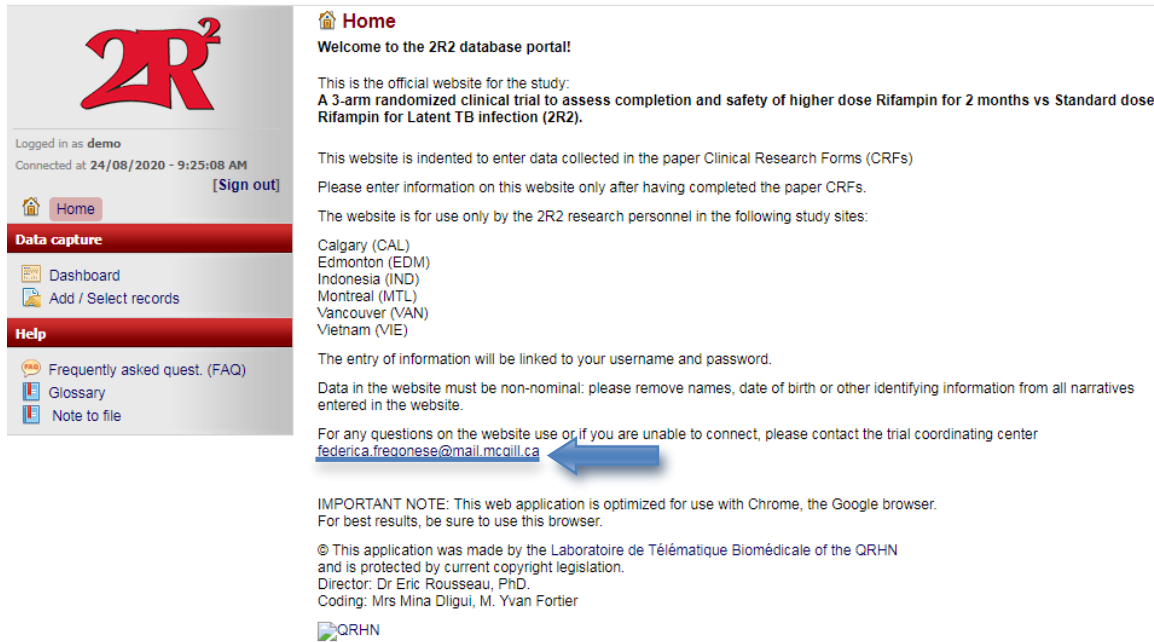 2R2
Logged in as demo
Connected at 24/08/2020 - 9:25:08 AM
[Sign out]
Home
Data capture
Dashboard
Add / Select records
Help
FAQ
Frequently asked quest. (FAQ)
Glossary
Note to file
Home
Welcome to the 2R2 database portal!
This is the official website for the study:
A 3-arm randomized clinical trial to assess completion and safety of higher dose Rifampin for 2 months vs Standard dose
Rifampin for Latent TB infection (2R2).
This website is indented to enter data collected in the paper Clinical Research Forms (CRFs)
Please enter information on this website only after having completed the paper CRFs.
The website is for use only by the 2R2 research personnel in the following study sites:
Calgary (CAL)
Edmonton (EDM)
Indonesia (IND)
Montreal (MTL)
Vancouver (VAN)
Vietnam (VIE)
The entry of information will be linked to your username and password.
Data in the website must be non-nominal: please remove names, date of birth or other identifying information from all narratives
entered in the website.
For any questions on the website use or if you are unable to connect, please contact the trial coordinating center
federica.fregonese@mail.mcgill.ca
IMPORTANT NOTE: This web application is optimized for use with Chrome, the Google browser.
For best results, be sure to use this browser.
© This application was made by the Laboratoire de Télématique Biomédicale of the QRHN
and is protected by current copyright legislation.
Director: Dr Eric Rousseau, PhD.
Coding: Mrs Mina Dligui, M. Yvan Fortier
QRHN